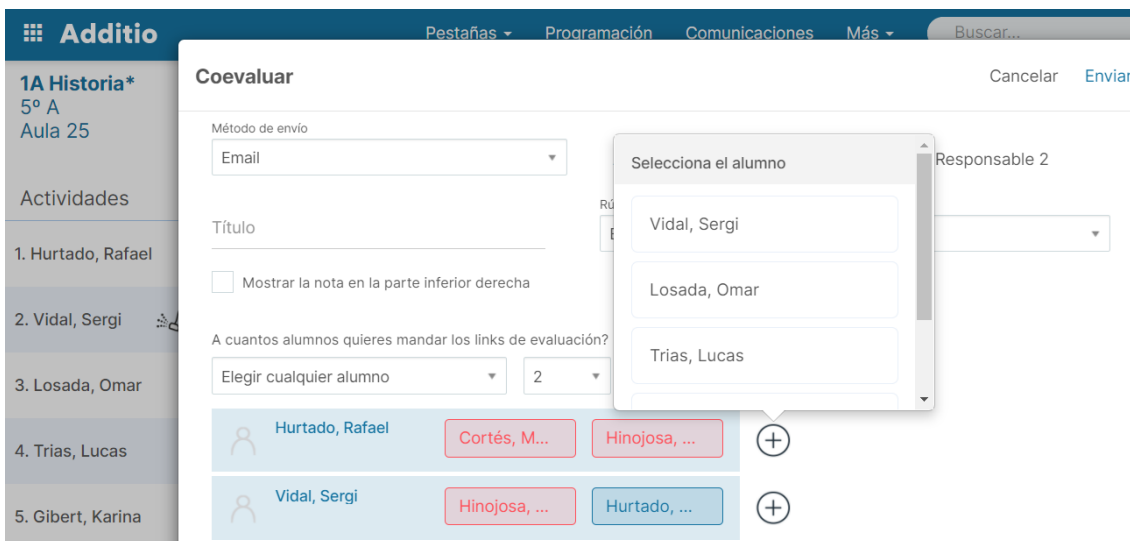 Additio
Pestañas
Programación
Comunicaciones
Más
Buscar...
1A Historia*
5º A
Aula 25
Actividades
1. Hurtado, Rafael
2. Vidal, Sergi
3. Losada, Omar
4. Trias, Lucas
5. Gibert, Karina
Coevaluar
Cancelar
Enviar
Método de envío
Email
Responsable 2
Título
Mostrar la nota en la parte inferior derecha
A cuantos alumnos quieres mandar los links de evaluación?
Elegir cualquier alumno
2
Selecciona el alumno
Vidal, Sergi
Losada, Omar
Trias, Lucas
Hurtado, Rafael
Cortés, M...
Hinojosa, ...
Vidal, Sergi
Hinojosa, ...
Hurtado, ...